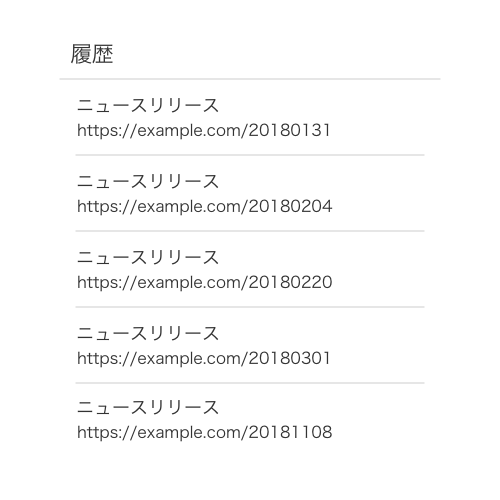 履歴
ニュースリリース
https://example.com/20180131
ニュースリリース
https://example.com/20180204
ニュースリリース
https://example.com/20180220
ニュースリリース
https://example.com/20180301
ニュースリリース
https://example.com/20181108